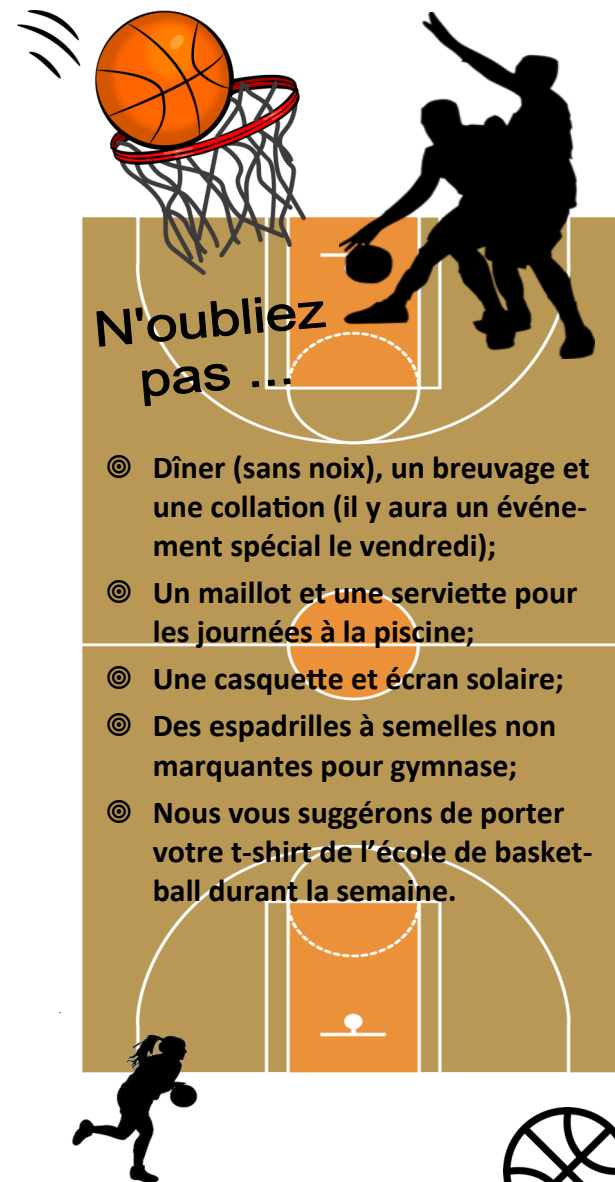 N'oubliez
pas ...
◎ Dîner (sans noix), un breuvage et
une collation (il y aura un événe-
ment spécial le vendredi);
◎ Un maillot et une serviette pour
les journées à la piscine;
◎ Une casquette et écran solaire;
◎ Des espadrilles à semelles non
marquantes pour gymnase;
◎ Nous vous suggérons de porter
votre t-shirt de l’école de basket-
ball durant la semaine.